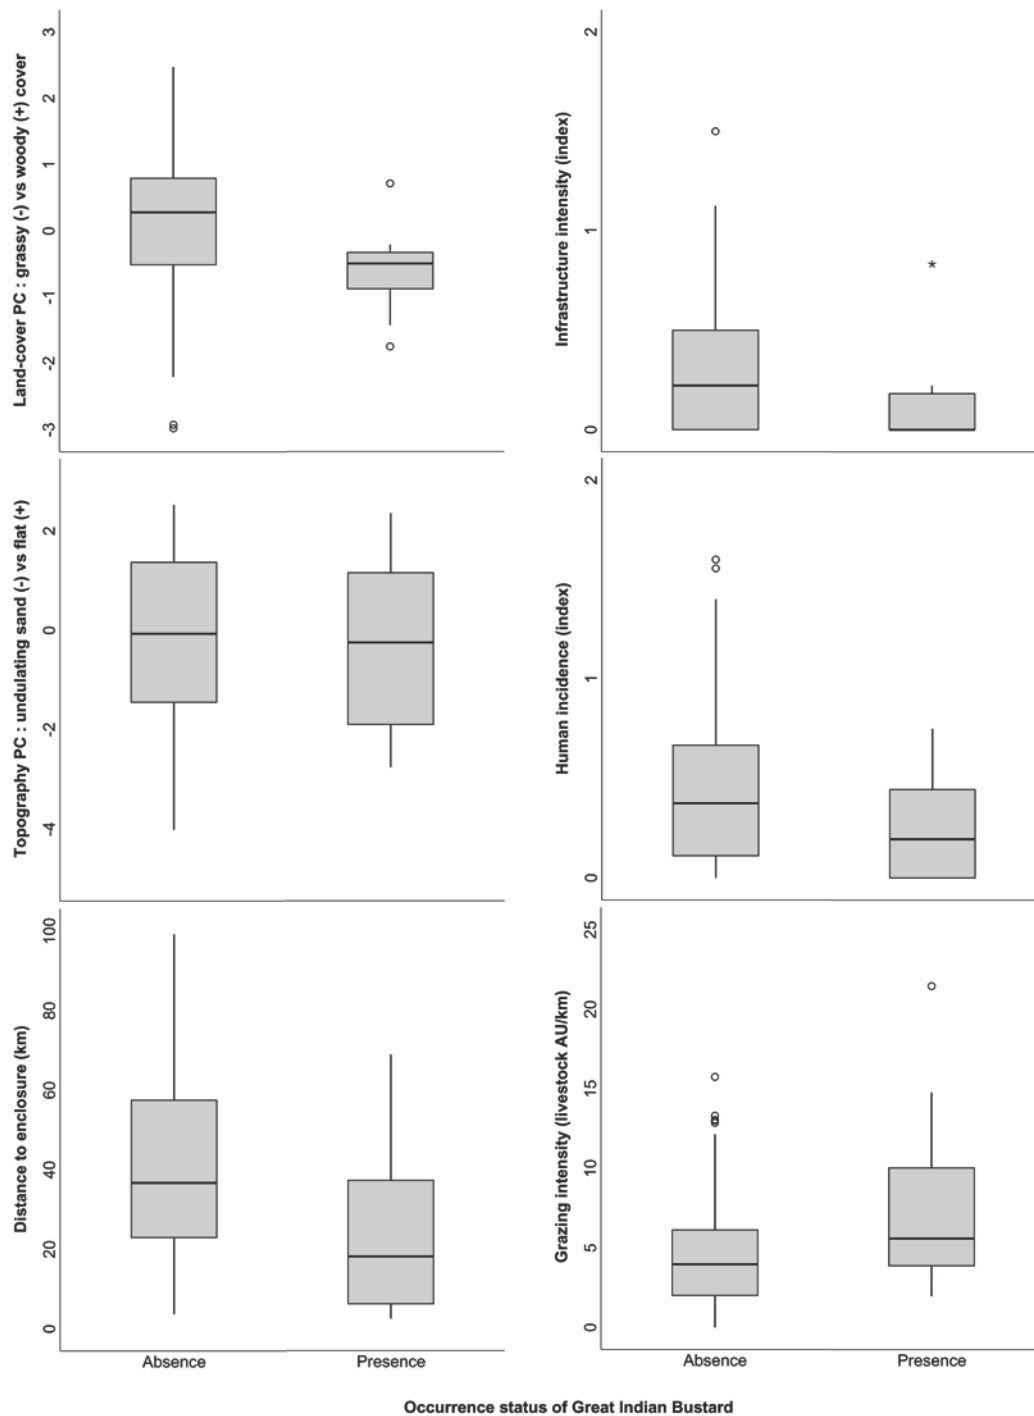 Land-cover PC : grassy (-) vs woody (+) cover
3
2
1
0
-1
-2
-3
Infrastructure intensity (index)
2
1
0
*
Topography PC : undulating sand (-) vs flat (+)
2
0
-2
-4
Human incidence (index)
2
1
0
Distance to enclosure (km)
100
80
60
40
20
0
Absence
Presence
Grazing intensity (livestock AU/km)
25
20
15
10
5
0
Absence
Presence
Occurrence status of Great Indian Bustard